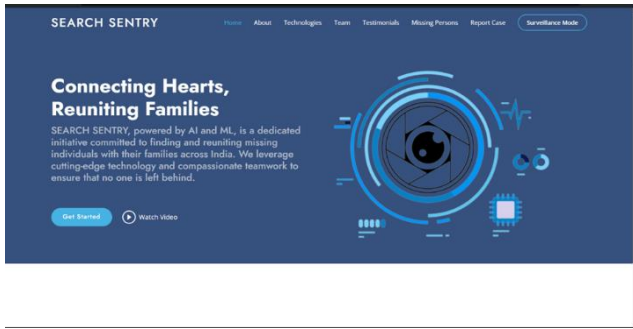 SEARCH SENTRY
Home About Technologies Team Testimonials Missing Persons Report Case Surveillance Mode
Connecting Hearts,
Reuniting Families
SEARCH SENTRY, powered by AI and ML, is a dedicated
initiative committed to finding and reuniting missing
individuals with their families across India. We leverage
cutting-edge technology and compassionate teamwork to
ensure that no one is left behind.
Get Started Watch Video